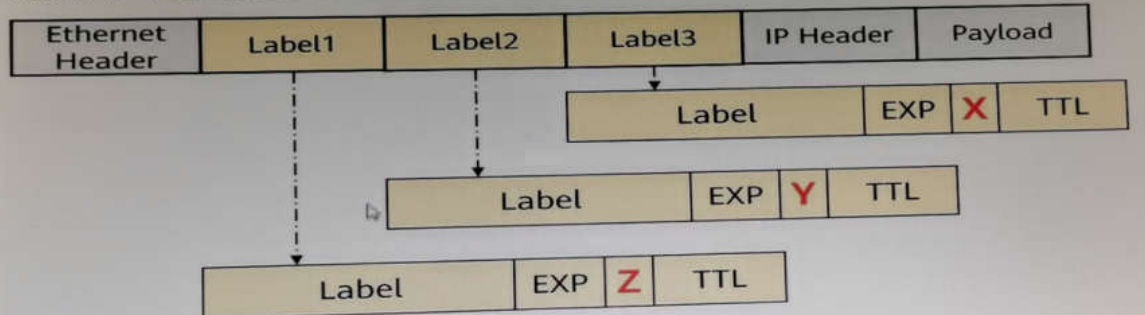 Ethernet Header Label1 Label2 Label3 IP Header Payload
Label EXP X TTL
Label EXP Y TTL
Label EXP Z TTL